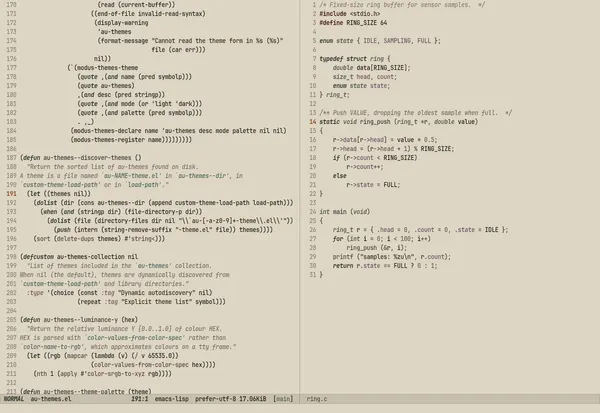 170 (read (current-buffer))
171 ((end-of-file invalid-read-syntax)
172 (display-warning
173 'au-themes
174 (format-message "Cannot read the theme form in %s (%s)"
175 file (car err)))
176 nil))
177 (`(modus-themes-theme
178 (quote ,(and name (pred symbolp)))
179 (quote au-themes)
180 ,(and desc (pred stringp))
181 (quote ,(and mode (or 'light 'dark)))
182 (quote ,(and palette (pred symbolp)))
183 . ,_)
184 (modus-themes-declare name 'au-themes desc mode palette nil nil)
185 (modus-themes-register name)))))))))
186
187 (defun au-themes--discover-themes ()
188 "Return the sorted list of au-themes found on disk.
189 A theme is a file named `au-NAME-theme.el' in `au-themes--dir', in
190 `custom-theme-load-path' or in `load-path'."
191 (let ((themes nil))
192 (dolist (dir (cons au-themes--dir (append custom-theme-load-path load-path)))
193 (when (and (stringp dir) (file-directory-p dir))
194 (dolist (file (directory-files dir nil "\\`au-[-a-z0-9]+-theme\\.el\\'"))
195 (push (intern (string-remove-suffix "-theme.el" file)) themes))))
196 (sort (delete-dups themes) #'string<)))
197
198 (defcustom au-themes-collection nil
199 "List of themes included in the `au-themes' collection.
200 When nil (the default), themes are dynamically discovered from
201 `custom-theme-load-path' and library directories."
202 :type '(choice (const :tag "Dynamic autodiscovery" nil)
203 (repeat :tag "Explicit theme list" symbol)))
204
205 (defun au-themes--luminance-y (hex)
206 "Return the relative luminance Y [0.0..1.0] of colour HEX.
207 HEX is parsed with `color-values-from-color-spec' rather than
208 `color-name-to-rgb', which approximates colours on a tty frame."
209 (let ((rgb (mapcar (lambda (v) (/ v 65535.0))
210 (color-values-from-color-spec hex))))
211 (nth 1 (apply #'color-srgb-to-xyz rgb))))
212
213 (defun au-themes--theme-palette (theme)
NORMAL au-themes.el 191:1 emacs-lisp prefer-utf-8 17.06KiB [main]
1 /* Fixed-size ring buffer for sensor samples. */
2 #include <stdio.h>
3 #define RING_SIZE 64
4
5 enum state { IDLE, SAMPLING, FULL };
6
7 typedef struct ring {
8 double data[RING_SIZE];
9 size_t head, count;
10 enum state state;
11 } ring_t;
12
13 /** Push VALUE, dropping the oldest sample when full. */
14 static void ring_push (ring_t *r, double value)
15 {
16 r->data[r->head] = value + 0.5;
17 r->head = (r->head + 1) % RING_SIZE;
18 if (r->count < RING_SIZE)
19 r->count++;
20 else
21 r->state = FULL;
22 }
23
24 int main (void)
25 {
26 ring_t r = { .head = 0, .count = 0, .state = IDLE };
27 for (int i = 0; i < 100; i++)
28 ring_push (&r, i);
29 printf ("samples: %zu\n", r.count);
30 return r.state == FULL ? 0 : 1;
31 }
ring.c